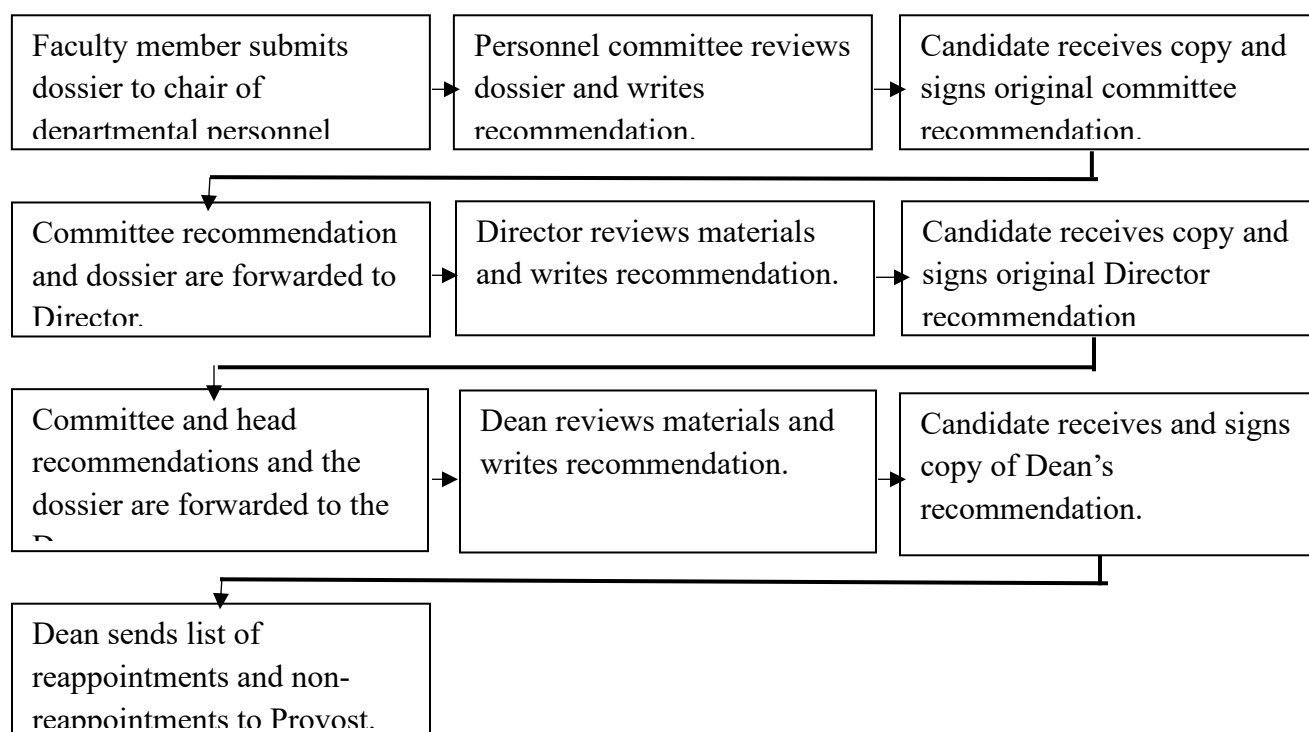 Faculty member submits
dossier to chair of
departmental personnel
Personnel committee reviews
dossier and writes
recommendation.
Candidate receives copy and
signs original committee
recommendation.
Committee recommendation
and dossier are forwarded to
Director.
Director reviews materials
and writes recommendation.
Candidate receives copy and
signs original Director
recommendation
Committee and head
recommendations and the
dossier are forwarded to the
Dean reviews materials and
writes recommendation.
Candidate receives and signs
copy of Dean’s
recommendation.
Dean sends list of
reappointments and non-
reappointments to Provost.